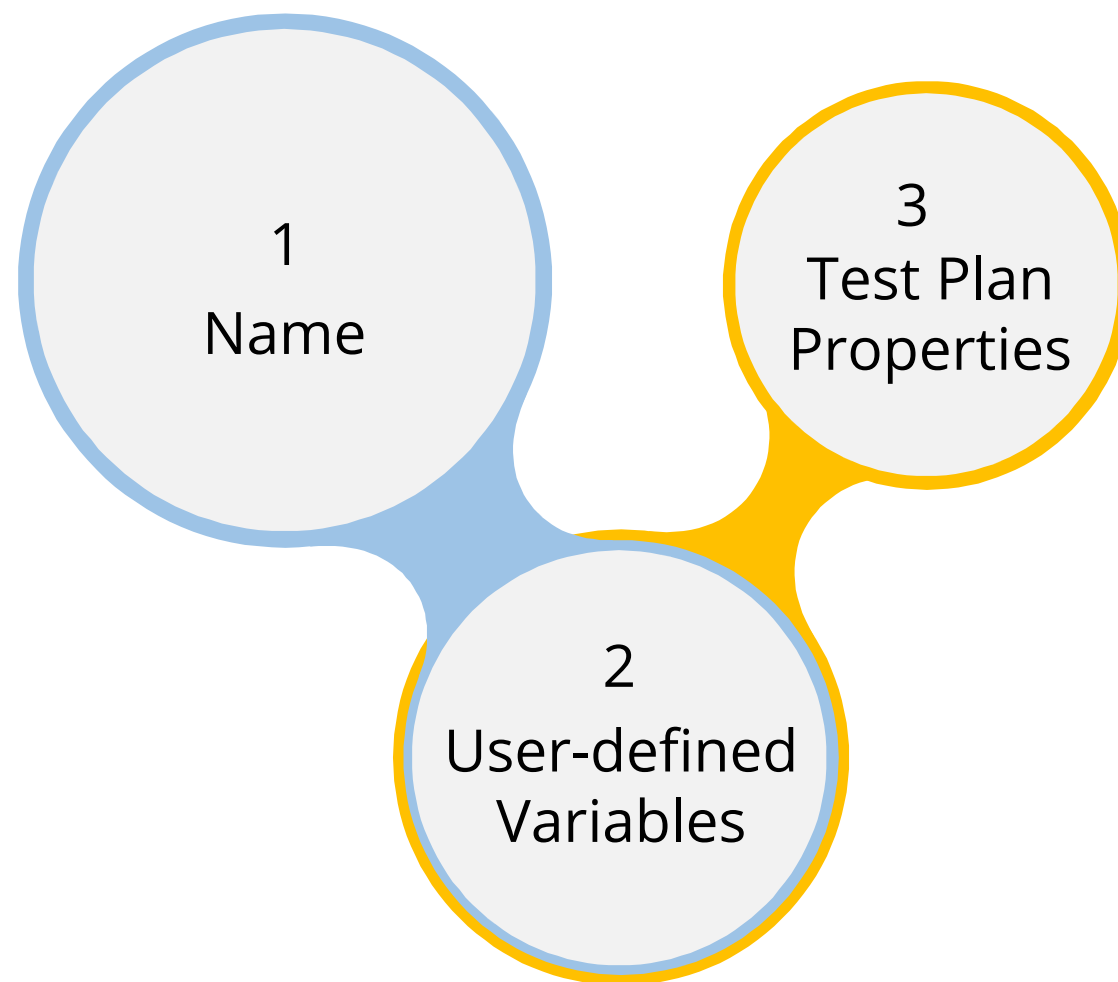 1
Name
2
User-defined
Variables
3
Test Plan
Properties